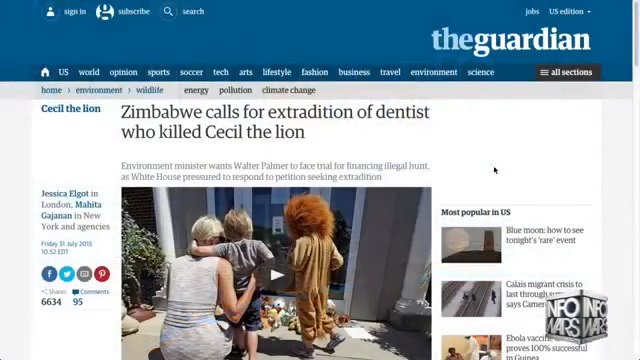 sign in subscribe search jobs US edition
theguardian
US world opinion sports soccer tech arts lifestyle fashion business travel environment science all sections
home › environment › wildlife energy pollution climate change
Cecil the lion
Zimbabwe calls for extradition of dentist
who killed Cecil the lion
Environment minister wants Walter Palmer to face trial for financing illegal hunt,
as White House pressured to respond to petition seeking extradition
Jessica Elgot in
London, Mahita
Gajanan in New
York and agencies
Friday 31 July 2015
10.52 EDT
Shares Comments
6634 95
Most popular in US
Blue moon: how to see
tonight's 'rare' event
Calais migrant crisis to
last through
says Camer
Ebola vaccin
proves 100% successful
in Guinea
INFO INFO
WARS WARS